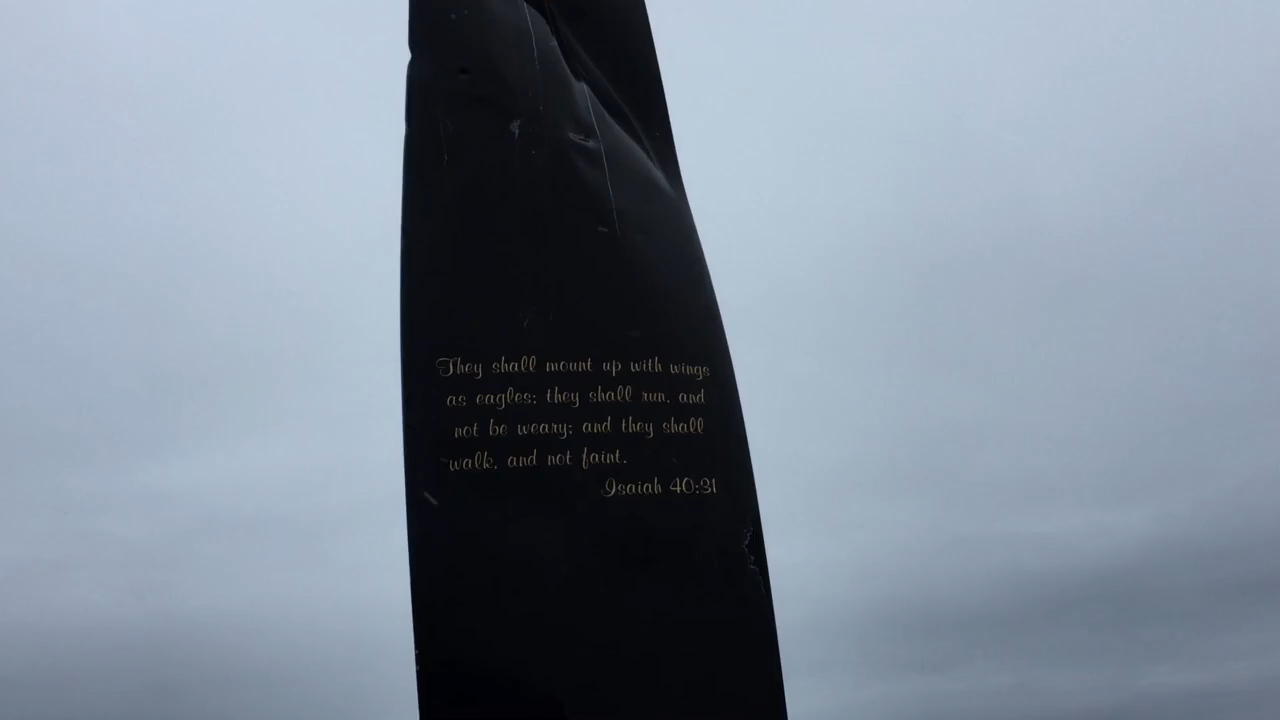 They shall mount up with wings
as eagles; they shall run, and
not be weary; and they shall
walk, and not faint.
Isaiah 40:31